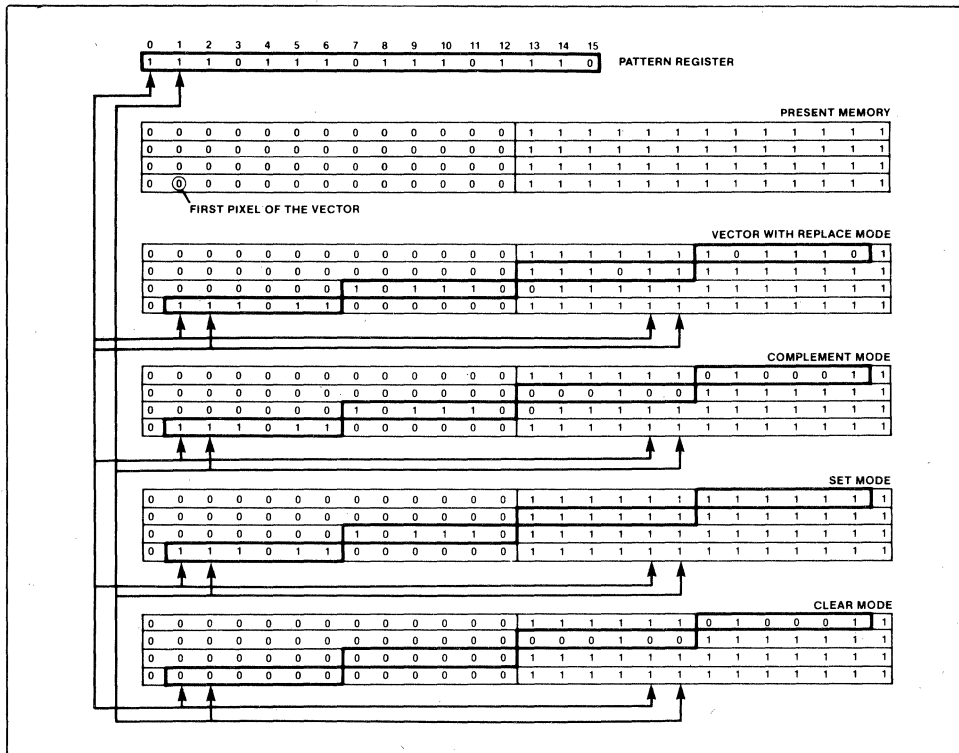 0 1 2 3 4 5 6 7 8 9 10 11 12 13 14 15
1 1 1 0 1 1 1 0 1 1 1 0 1 1 1 0 PATTERN REGISTER
PRESENT MEMORY
0 0 0 0 0 0 0 0 0 0 0 0 0 1 1 1 1 1 1 1 1 1 1 1 1 1
0 0 0 0 0 0 0 0 0 0 0 0 0 1 1 1 1 1 1 1 1 1 1 1 1 1
0 0 0 0 0 0 0 0 0 0 0 0 0 1 1 1 1 1 1 1 1 1 1 1 1 1
0 0 0 0 0 0 0 0 0 0 0 0 0 1 1 1 1 1 1 1 1 1 1 1 1 1
FIRST PIXEL OF THE VECTOR
VECTOR WITH REPLACE MODE
0 0 0 0 0 0 0 0 0 0 0 0 0 1 1 1 1 1 1 1 0 1 1 1 0 1
0 0 0 0 0 0 0 0 0 0 0 0 0 1 1 1 0 1 1 1 1 1 1 1 1 1
0 0 0 0 0 0 0 1 0 1 1 1 0 0 1 1 1 1 1 1 1 1 1 1 1 1
0 1 1 1 0 1 1 0 0 0 0 0 0 1 1 1 1 1 1 1 1 1 1 1 1 1
COMPLEMENT MODE
0 0 0 0 0 0 0 0 0 0 0 0 0 1 1 1 1 1 1 0 1 0 0 0 1 1
0 0 0 0 0 0 0 0 0 0 0 0 0 0 0 0 1 0 0 1 1 1 1 1 1 1
0 0 0 0 0 0 0 1 0 1 1 1 0 0 1 1 1 1 1 1 1 1 1 1 1 1
0 1 1 1 0 1 1 0 0 0 0 0 0 1 1 1 1 1 1 1 1 1 1 1 1 1
SET MODE
0 0 0 0 0 0 0 0 0 0 0 0 0 1 1 1 1 1 1 1 1 1 1 1 1 1
0 0 0 0 0 0 0 0 0 0 0 0 0 1 1 1 1 1 1 1 1 1 1 1 1 1
0 0 0 0 0 0 0 1 0 1 1 1 0 1 1 1 1 1 1 1 1 1 1 1 1 1
0 1 1 1 0 1 1 0 0 0 0 0 0 1 1 1 1 1 1 1 1 1 1 1 1 1
CLEAR MODE
0 0 0 0 0 0 0 0 0 0 0 0 0 1 1 1 1 1 1 0 1 0 0 0 1 1
0 0 0 0 0 0 0 0 0 0 0 0 0 0 0 0 1 0 0 1 1 1 1 1 1 1
0 0 0 0 0 0 0 0 0 0 0 0 0 1 1 1 1 1 1 1 1 1 1 1 1 1
0 0 0 0 0 0 0 0 0 0 0 0 0 1 1 1 1 1 1 1 1 1 1 1 1 1